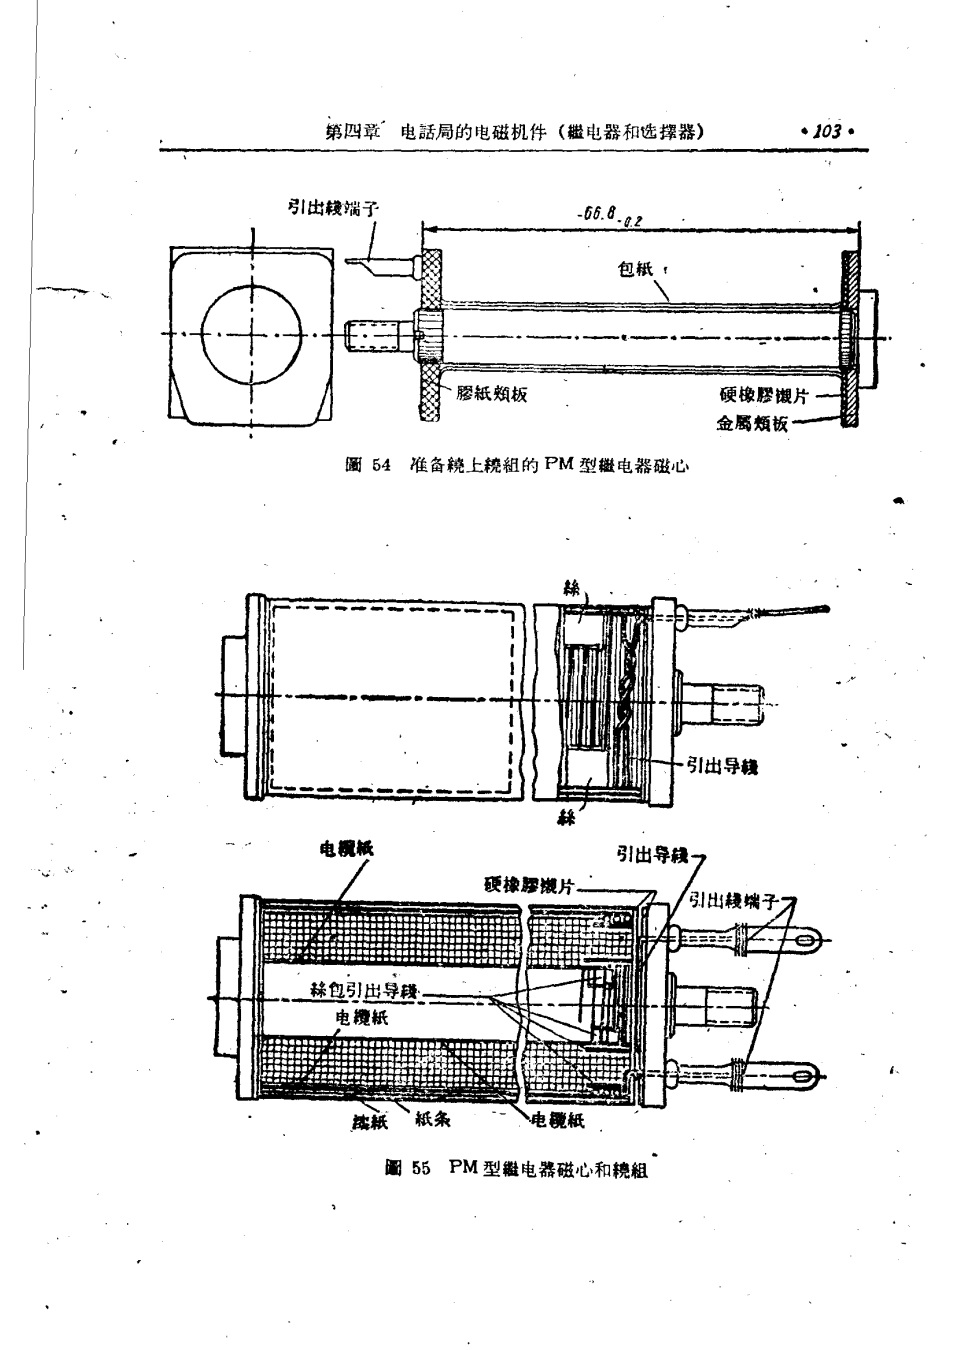 第四章 电話局的电磁机件（繼电器和选擇器） •103•
引出綫端子
-66.8-0.2
包紙
膠紙頰板
硬橡膠襯片
金屬頰板
圖 54 准备繞上繞組的 PM 型繼电器磁心
絲
引出导綫
絲
电纜紙
引出导綫
硬橡膠襯片
引出綫端子
絲包引出导綫
电纜紙
紙条
电纜紙
圖 55 PM 型繼电器磁心和繞組